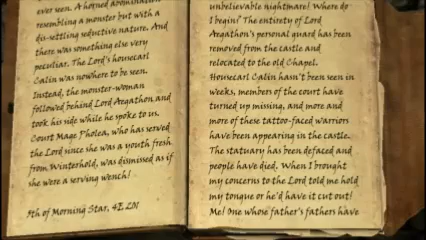 ever seen. A horned abomination
resembling a monster but with a
dis-settling seductive nature. And
there was something else very
peculiar. The Lord's housecarl
Calin was nowhere to be seen.
Instead, the monster-woman
followed behind Lord Aegathon and
took his side while he spoke to us.
Court Mage Pholea, who has served
the Lord since she was a youth fresh
from Winterhold, was dismissed as if
she were a serving wench!
9th of Morning Star, 4E 201
unbelievable nightmare! Where do
I begin? The entirety of Lord
Aegathon's personal guard has been
removed from the castle and
relocated to the old Chapel.
Housecarl Calin hasn't been seen in
weeks, members of the court have
turned up missing, and more and
more of these tattoo-faced warriors
have been appearing in the castle.
The statuary has been defaced and
people have died. When I brought
my concerns to the Lord told me hold
my tongue or he'd have it cut out!
Me! One whose father's fathers have